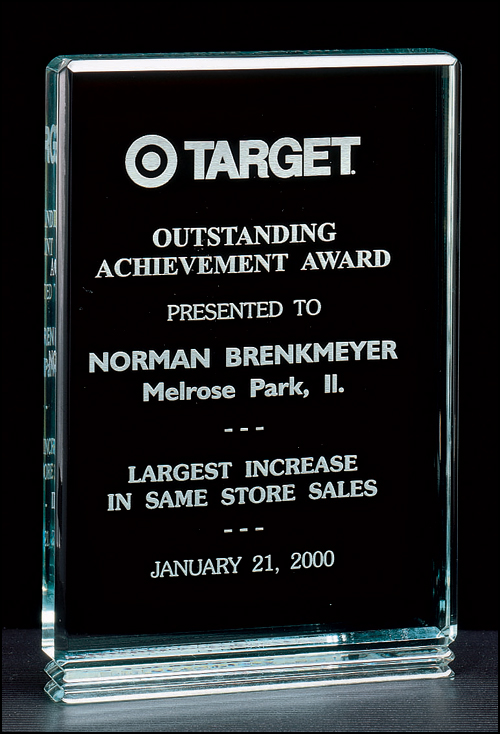 TARGET.
OUTSTANDING
ACHIEVEMENT AWARD
PRESENTED TO
NORMAN BRENKMEYER
Melrose Park, Il.
- - -
LARGEST INCREASE
IN SAME STORE SALES
- - -
JANUARY 21, 2000